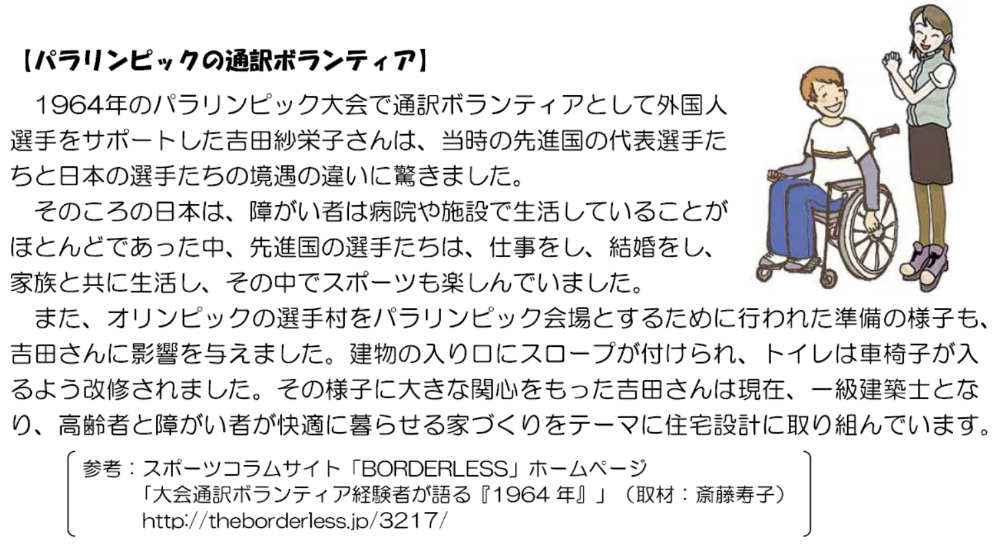 【パラリンピックの通訳ボランティア】
　1964年のパラリンピック大会で通訳ボランティアとして外国人
選手をサポートした吉田紗栄子さんは、当時の先進国の代表選手た
ちと日本の選手たちの境遇の違いに驚きました。
　そのころの日本は、障がい者は病院や施設で生活していることが
ほとんどであった中、先進国の選手たちは、仕事をし、結婚をし、
家族と共に生活し、その中でスポーツも楽しんでいました。
　また、オリンピックの選手村をパラリンピック会場とするために行われた準備の様子も、
吉田さんに影響を与えました。建物の入り口にスロープが付けられ、トイレは車椅子が入
るよう改修されました。その様子に大きな関心をもった吉田さんは現在、一級建築士とな
り、高齢者と障がい者が快適に暮らせる家づくりをテーマに住宅設計に取り組んでいます。
参考：スポーツコラムサイト「BORDERLESS」ホームページ
「大会通訳ボランティア経験者が語る『1964 年』」（取材：斎藤寿子）
http://theborderless.jp/3217/